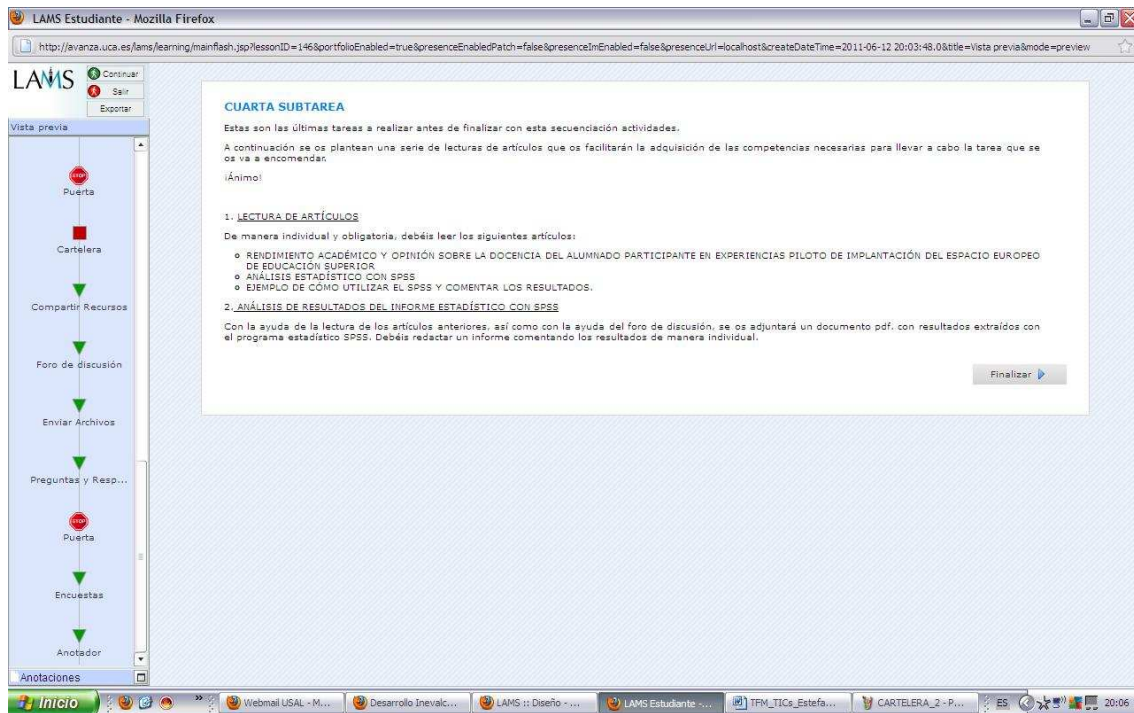 LAMS Estudiante - Mozilla Firefox
http://avanza.uca.es/lams/learning/mainflash.jsp?lessonID=146&portfolioEnabled=true&presenceEnabledPatch=false&presenceImEnabled=false&presenceUrl=localhost&createDateTime=2011-06-12 20:03:48.0&title=Vista previa&mode=preview
LAMS
Continuar
Salir
Exportar
Vista previa
STOP
Puerta
Cartelera
Compartir Recursos
Foro de discusión
Enviar Archivos
Preguntas y Resp...
STOP
Puerta
Encuestas
Anotador
Anotaciones
CUARTA SUBTAREA
Estas son las últimas tareas a realizar antes de finalizar con esta secuenciación actividades.
A continuación se os plantean una serie de lecturas de artículos que os facilitarán la adquisición de las competencias necesarias para llevar a cabo la tarea que se
os va a encomendar.
¡Ánimo!
1. LECTURA DE ARTÍCULOS
De manera individual y obligatoria, debéis leer los siguientes artículos:
RENDIMIENTO ACADÉMICO Y OPINIÓN SOBRE LA DOCENCIA DEL ALUMNADO PARTICIPANTE EN EXPERIENCIAS PILOTO DE IMPLANTACIÓN DEL ESPACIO EUROPEO
DE EDUCACIÓN SUPERIOR
ANÁLISIS ESTADÍSTICO CON SPSS
EJEMPLO DE CÓMO UTILIZAR EL SPSS Y COMENTAR LOS RESULTADOS.
2. ANÁLISIS DE RESULTADOS DEL INFORME ESTADÍSTICO CON SPSS
Con la ayuda de la lectura de los artículos anteriores, así como con la ayuda del foro de discusión, se os adjuntará un documento pdf. con resultados extraídos con
el programa estadístico SPSS. Debéis redactar un informe comentando los resultados de manera individual.
Finalizar
Inicio
Webmail USAL - M...
Desarrollo Inevalc...
LAMS :: Diseño - ...
LAMS Estudiante -...
TFM_TICs_Estefa...
CARTELERA_2 - P...
ES
20:06